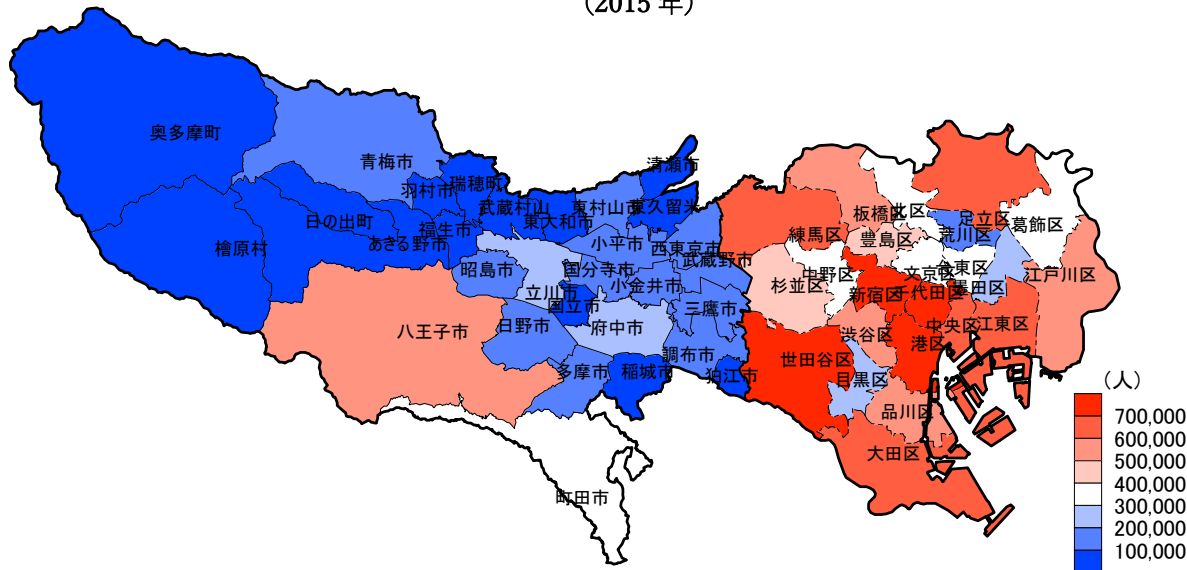 (2015 年)
奥多摩町
青梅市
羽村市
瑞穂町
清瀬市
武蔵村山
東大和市
東村山市
東久留米
日の出町
あきる野市
福生市
檜原村
昭島市
小平市
西東京市
武蔵野市
国分寺市
小金井市
立川市
国立市
三鷹市
八王子市
日野市
府中市
調布市
多摩市
稲城市
狛江市
町田市
板橋区
北区
足立区
葛飾区
練馬区
豊島区
荒川区
杉並区
中野区
文京区
台東区
墨田区
江戸川区
新宿区
千代田区
渋谷区
中央区
江東区
港区
世田谷区
目黒区
品川区
大田区
(人)
700,000
600,000
500,000
400,000
300,000
200,000
100,000